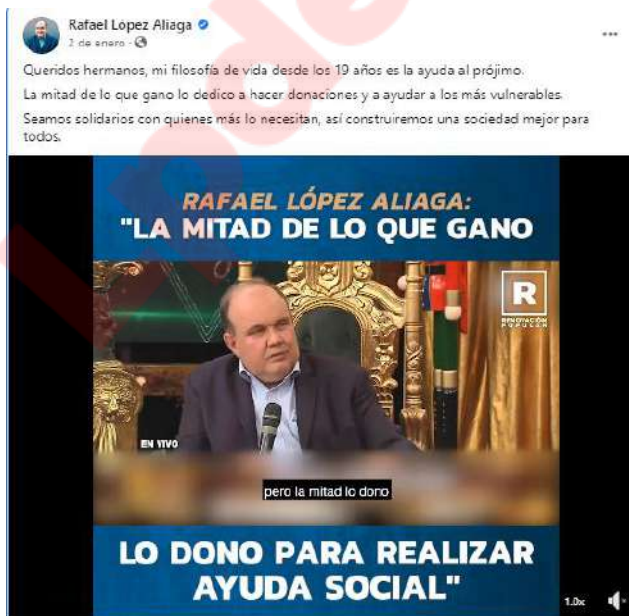 Rafael López Aliaga
2 de enero ·
Queridos hermanos, mi filosofía de vida desde los 19 años es la ayuda al prójimo.
La mitad de lo que gano lo dedico a hacer donaciones y a ayudar a los más vulnerables.
Seamos solidarios con quienes más lo necesitan, así construiremos una sociedad mejor para
todos.
RAFAEL LÓPEZ ALIAGA:
"LA MITAD DE LO QUE GANO
R
RENOVACIÓN
POPULAR
EN VIVO
pero la mitad lo dono
LO DONO PARA REALIZAR
AYUDA SOCIAL"
1.0x